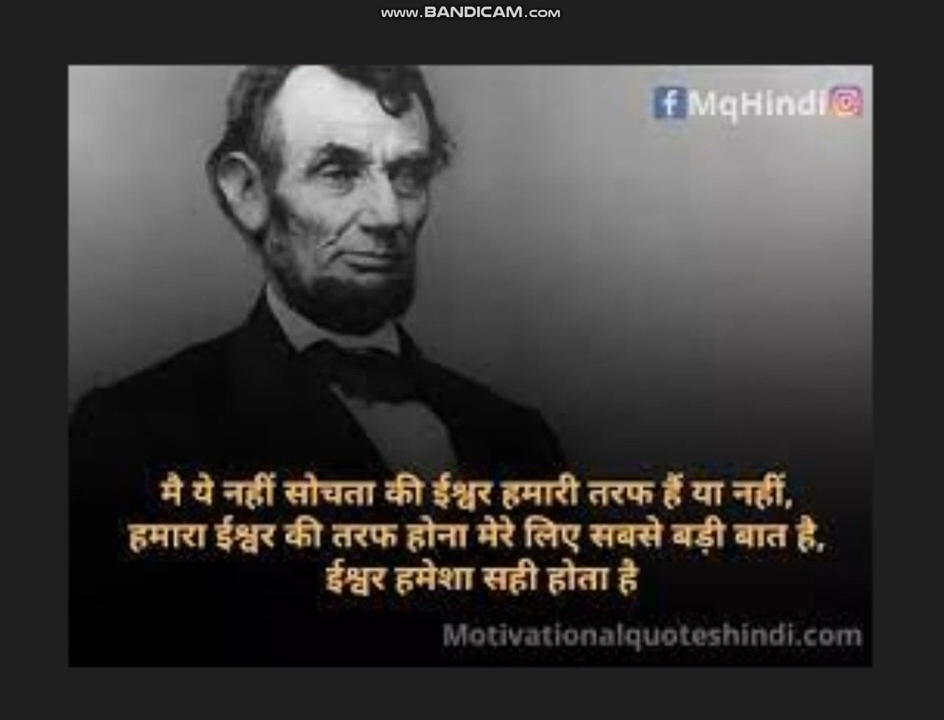 www.BANDICAM.com
MqHindi
मै ये नहीं सोचता की ईश्वर हमारी तरफ हैं या नहीं,
हमारा ईश्वर की तरफ होना मेरे लिए सबसे बड़ी बात है,
ईश्वर हमेशा सही होता है
Motivationalquoteshindi.com